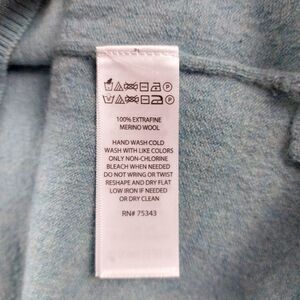 100% EXTRAFINE
MERINO WOOL
HAND WASH COLD
WASH WITH LIKE COLORS
ONLY NON-CHLORINE
BLEACH WHEN NEEDED
DO NOT WRING OR TWIST
RESHAPE AND DRY FLAT
LOW IRON IF NEEDED
OR DRY CLEAN
RN# 75343